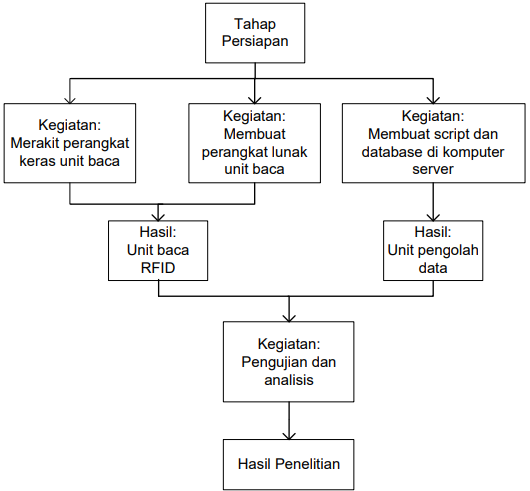 Tahap
Persiapan
Kegiatan:
Merakit perangkat
keras unit baca
Kegiatan:
Membuat
perangkat lunak
unit baca
Kegiatan:
Membuat script dan
database di komputer
server
Hasil:
Unit baca
RFID
Hasil:
Unit pengolah
data
Kegiatan:
Pengujian dan
analisis
Hasil Penelitian